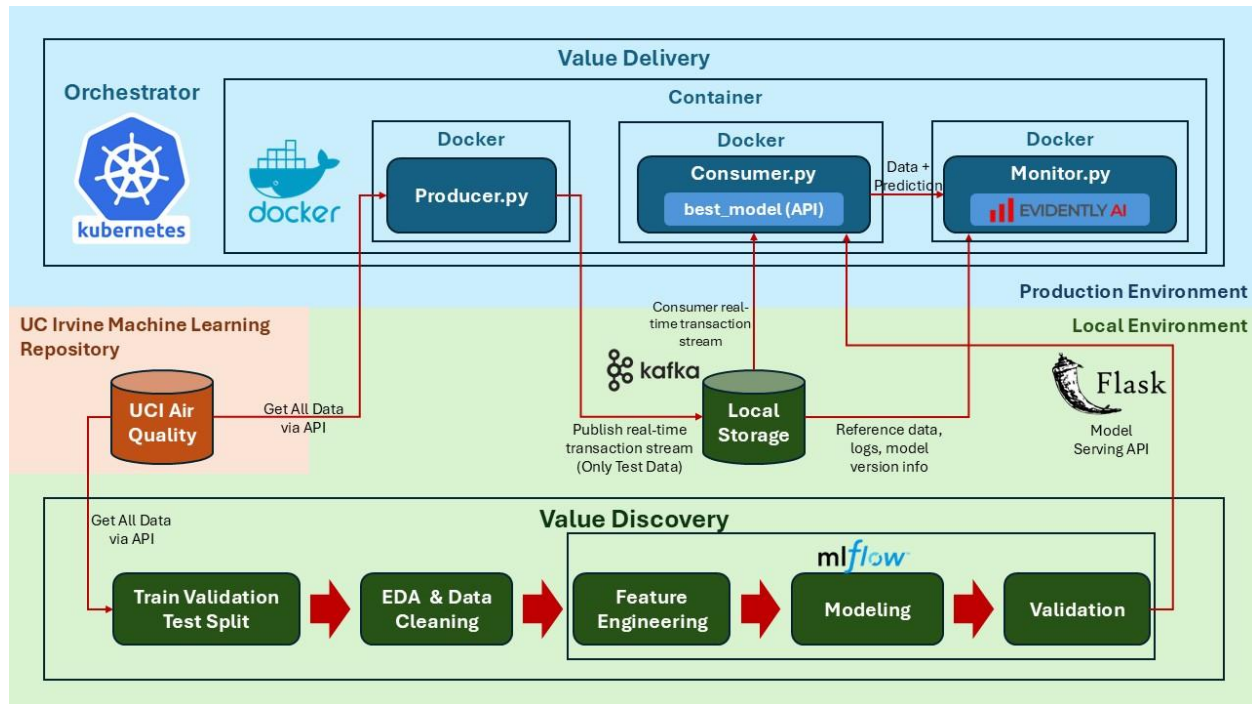 Value Delivery
Orchestrator
kubernetes
Container
docker
Docker
Producer.py
Docker
Consumer.py
best_model (API)
Data +
Prediction
Docker
Monitor.py
EVIDENTLY AI
Production Environment
Local Environment
UC Irvine Machine Learning
Repository
UCI Air
Quality
Get All Data
via API
Consumer real-
time transaction
stream
kafka
Publish real-time
transaction stream
(Only Test Data)
Local
Storage
Reference data,
logs, model
version info
Flask
Model
Serving API
Get All Data
via API
Value Discovery
mlflow
Train Validation
Test Split
EDA & Data
Cleaning
Feature
Engineering
Modeling
Validation